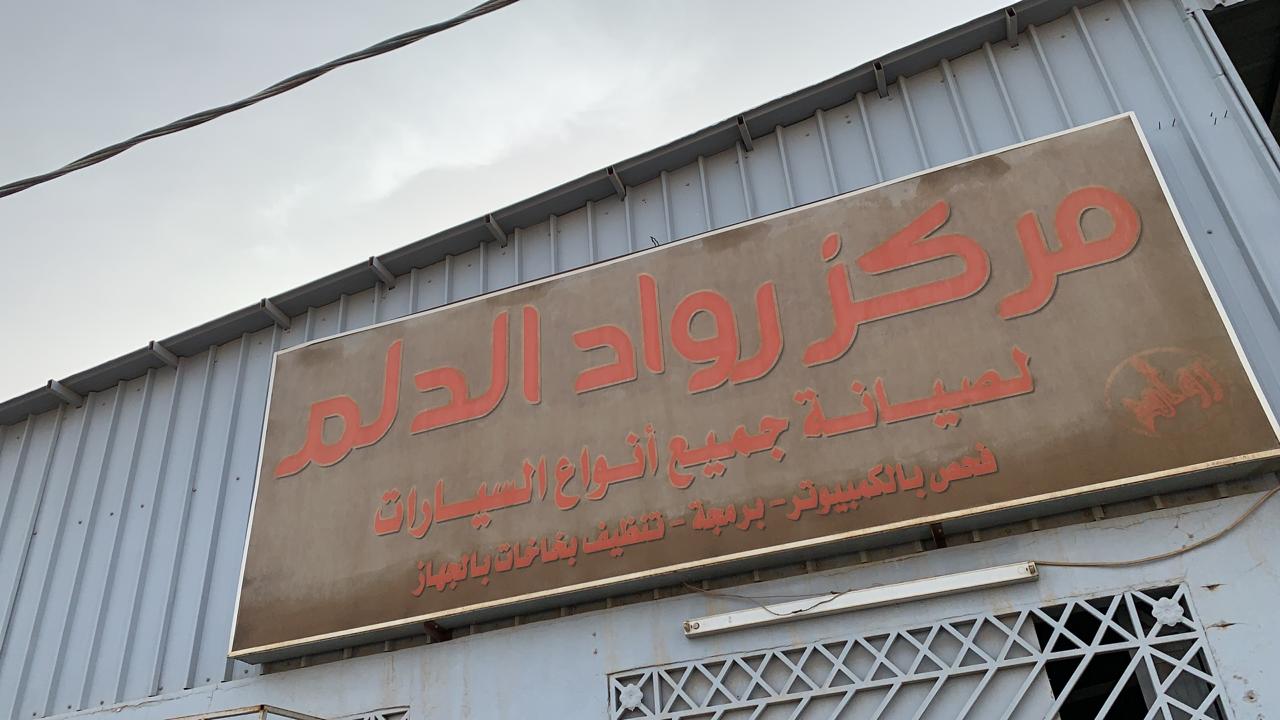 مركز رواد الدلم
لصيانة جميع أنواع السيارات
فحص بالكمبيوتر - برمجة - تنظيف بخاخات بالجهاز